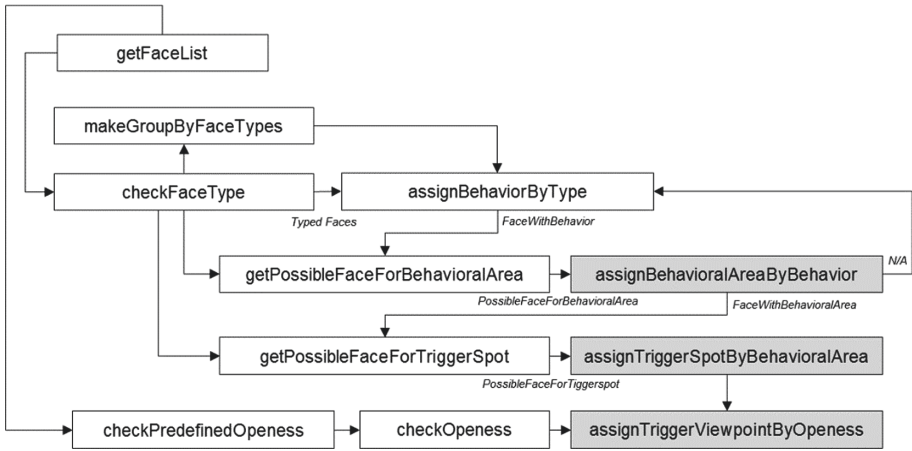 getFaceList
makeGroupByFaceTypes
checkFaceType
assignBehaviorByType
Typed Faces
FaceWithBehavior
getPossibleFaceForBehavioralArea
assignBehavioralAreaByBehavior
N/A
PossibleFaceForBehavioralArea
FaceWithBehavioralArea
getPossibleFaceForTriggerSpot
assignTriggerSpotByBehavioralArea
PossibleFaceForTiggerspot
checkPredefinedOpeness
checkOpeness
assignTriggerViewpointByOpeness